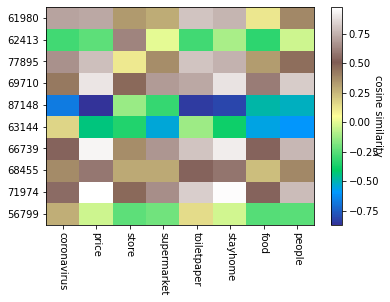 61980
62413
77895
69710
87148
63144
66739
68455
71974
56799
coronavirus
price
store
supermarket
toiletpaper
stayhome
food
people
0.75
0.50
0.25
0.00
−0.25
−0.50
−0.75
cosine similarity